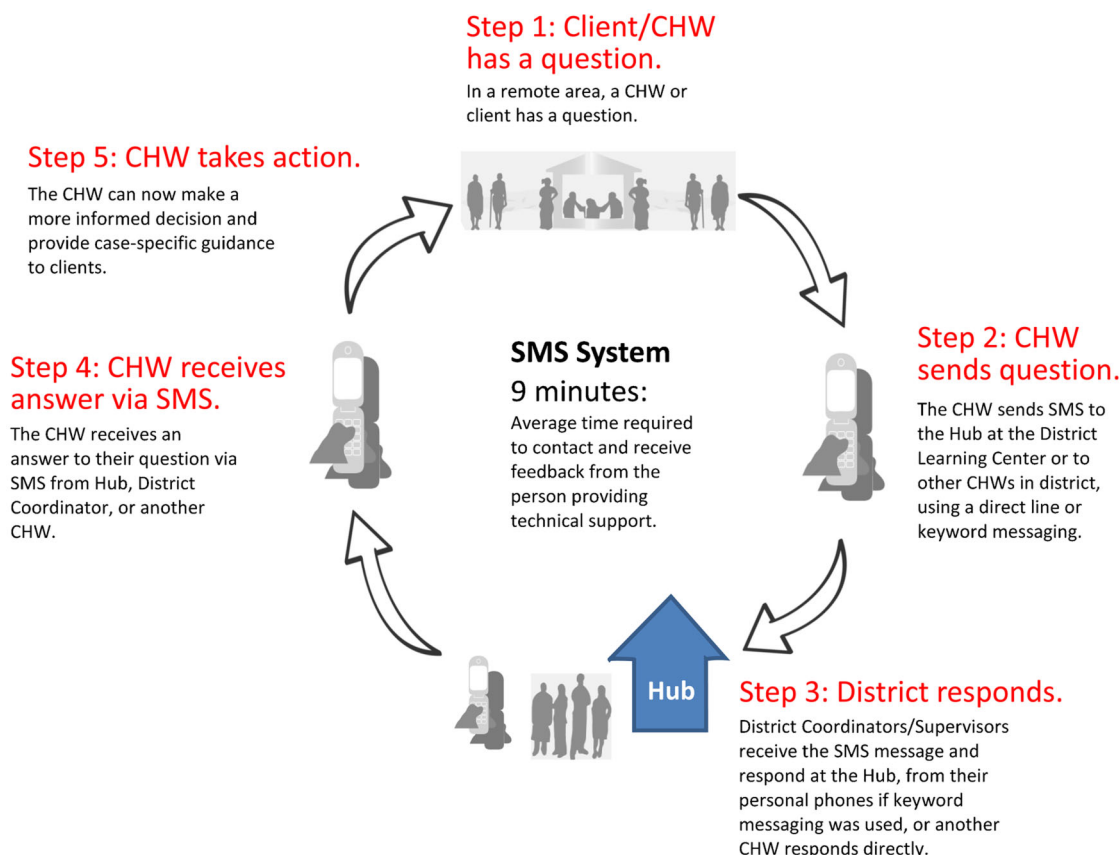 Step 1: Client/CHW
has a question.
In a remote area, a CHW or
client has a question.
Step 2: CHW
sends question.
The CHW sends SMS to
the Hub at the District
Learning Center or to
other CHWs in district,
using a direct line or
keyword messaging.
Step 3: District responds.
District Coordinators/Supervisors
receive the SMS message and
respond at the Hub, from their
personal phones if keyword
messaging was used, or another
CHW responds directly.
Hub
Step 4: CHW receives
answer via SMS.
The CHW receives an
answer to their question via
SMS from Hub, District
Coordinator, or another
CHW.
Step 5: CHW takes action.
The CHW can now make a
more informed decision and
provide case-specific guidance
to clients.
SMS System
9 minutes:
Average time required
to contact and receive
feedback from the
person providing
technical support.